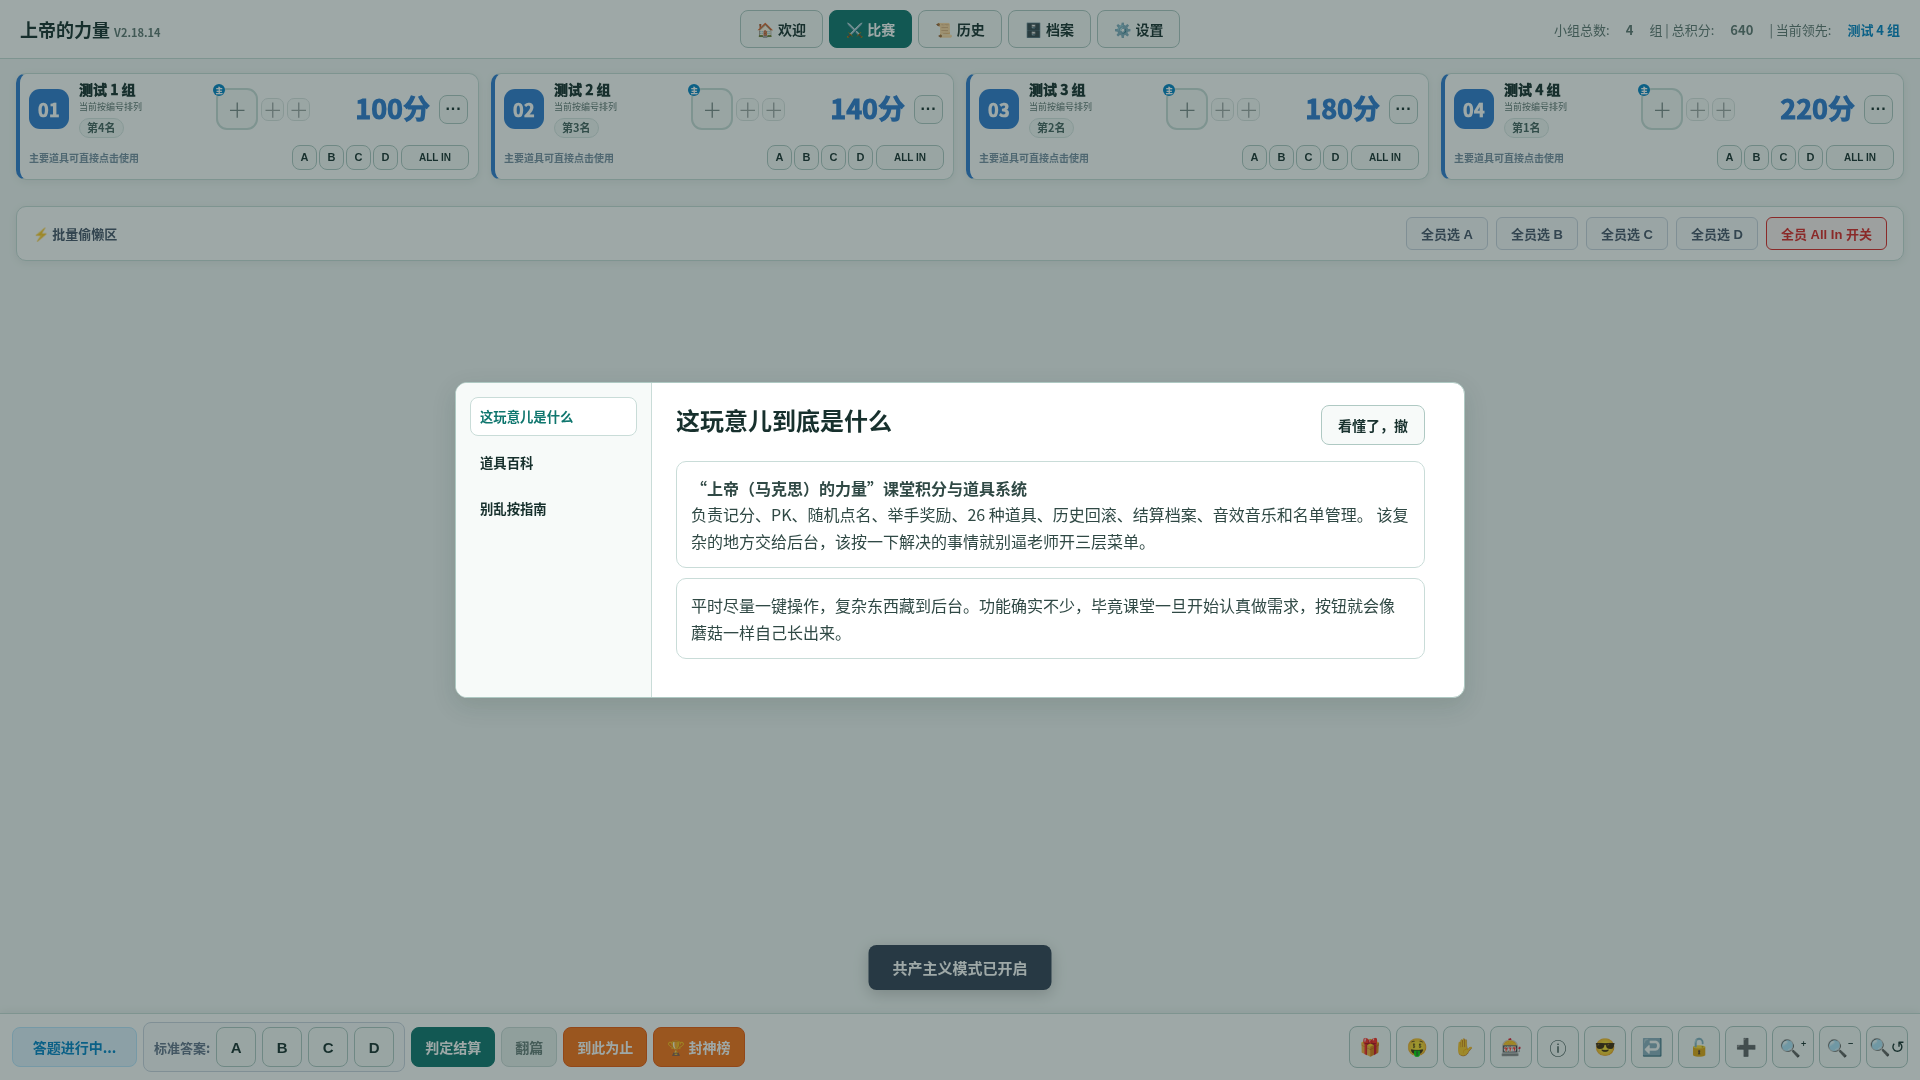 上帝的力量 V2.18.14
🏠 欢迎
⚔️ 比赛
📜 历史
🗄️ 档案
⚙️ 设置
小组总数: 4 组 | 总积分: 640 | 当前领先: 测试 4 组
01
测试 1 组
当前按编号排列
第4名
主
100分
···
主要道具可直接点击使用
A B C D ALL IN
02
测试 2 组
当前按编号排列
第3名
主
140分
···
主要道具可直接点击使用
A B C D ALL IN
03
测试 3 组
当前按编号排列
第2名
主
180分
···
主要道具可直接点击使用
A B C D ALL IN
04
测试 4 组
当前按编号排列
第1名
主
220分
···
主要道具可直接点击使用
A B C D ALL IN
⚡ 批量偷懒区
全员选 A
全员选 B
全员选 C
全员选 D
全员 All In 开关
这玩意儿是什么
道具百科
别乱按指南
这玩意儿到底是什么
看懂了，撤
“上帝（马克思）的力量”课堂积分与道具系统
负责记分、PK、随机点名、举手奖励、26 种道具、历史回滚、结算档案、音效音乐和名单管理。 该复
杂的地方交给后台，该按一下解决的事情就别逼老师开三层菜单。
平时尽量一键操作，复杂东西藏到后台。功能确实不少，毕竟课堂一旦开始认真做需求，按钮就会像
蘑菇一样自己长出来。
共产主义模式已开启
答题进行中...
标准答案: A B C D
判定结算
翻篇
到此为止
🏆 封神榜